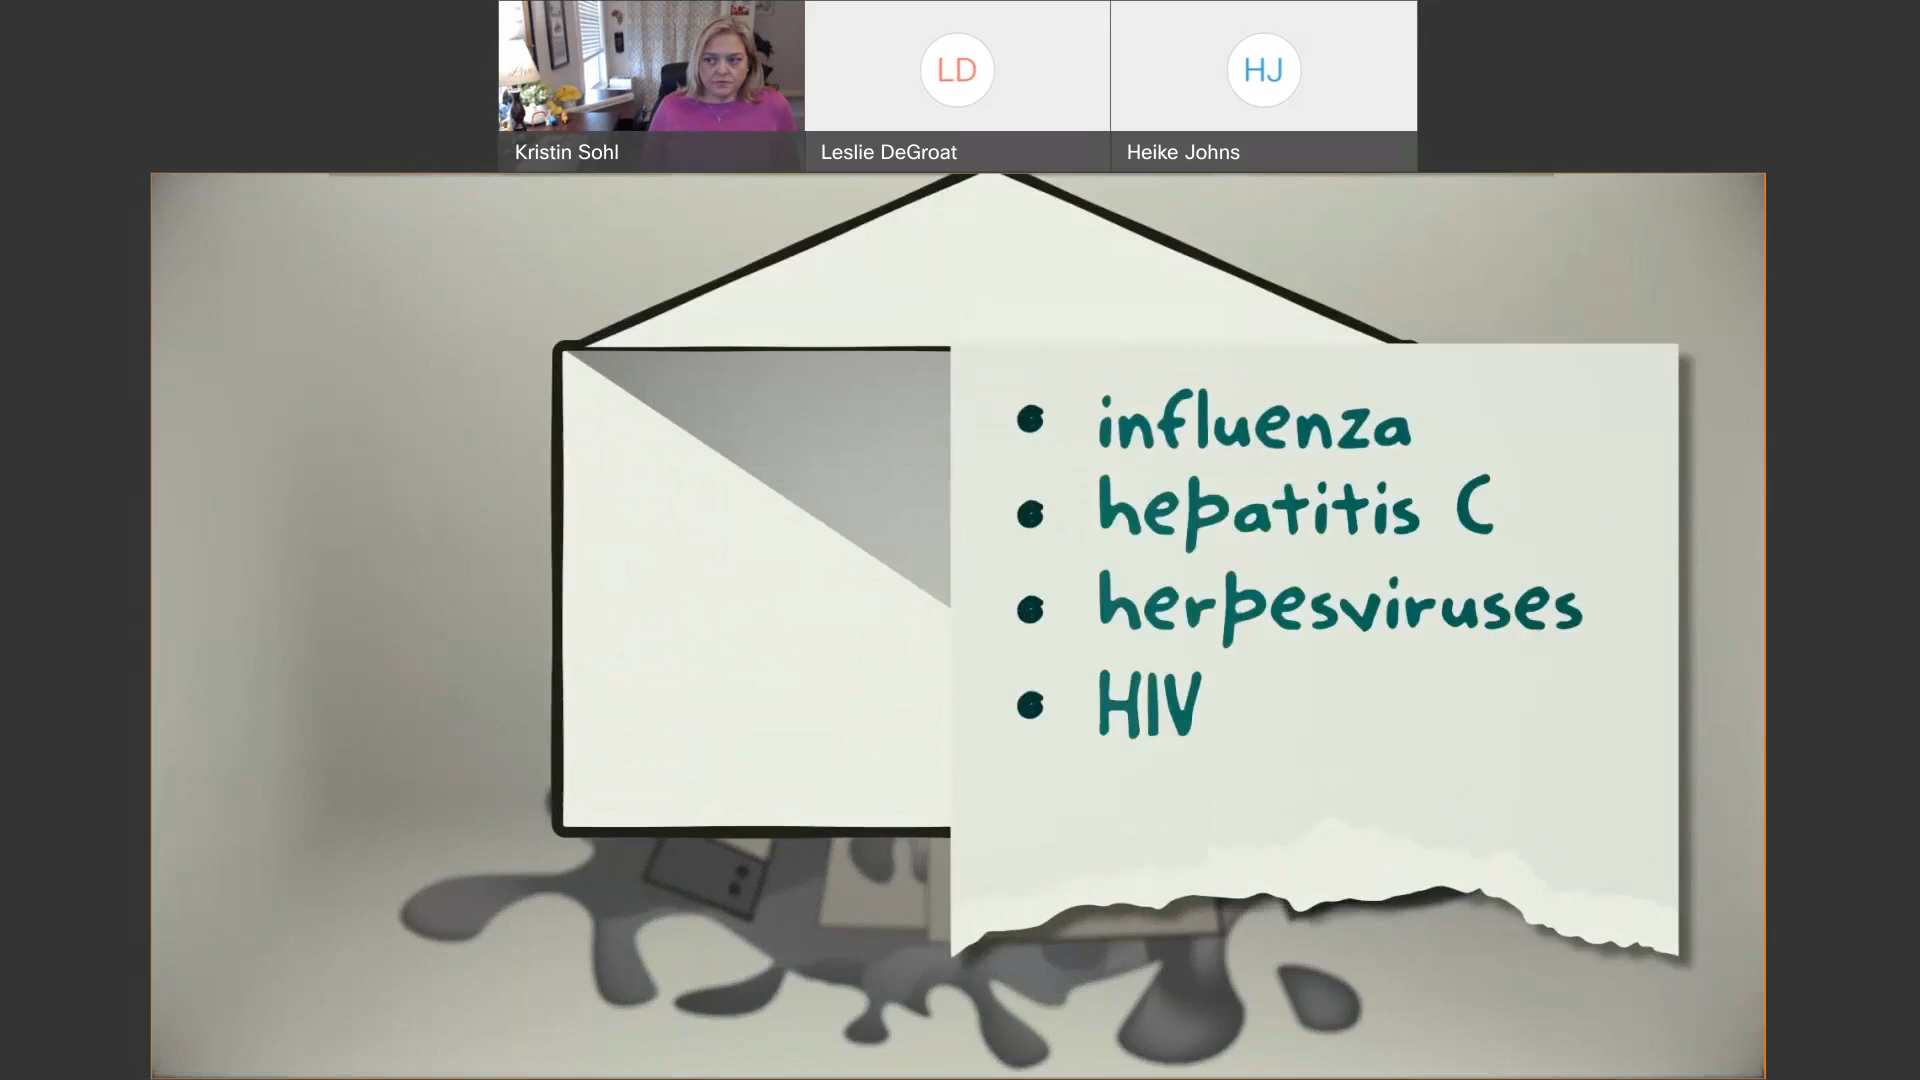 LD
HJ
Kristin Sohl
Leslie DeGroat
Heike Johns
• influenza
• hepatitis C
• herpesviruses
• HIV